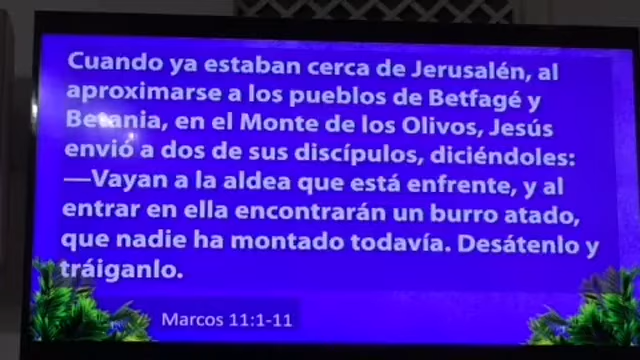 Cuando ya estaban cerca de Jerusalén, al
aproximarse a los pueblos de Betfagé y
Betania, en el Monte de los Olivos, Jesús
envió a dos de sus discípulos, diciéndoles:
—Vayan a la aldea que está enfrente, y al
entrar en ella encontrarán un burro atado,
que nadie ha montado todavía. Desátenlo y
tráiganlo.
Marcos 11:1-11